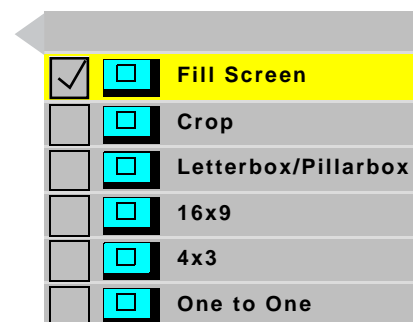 Fill Screen
Crop
Letterbox/Pillarbox
16x9
4x3
One to One